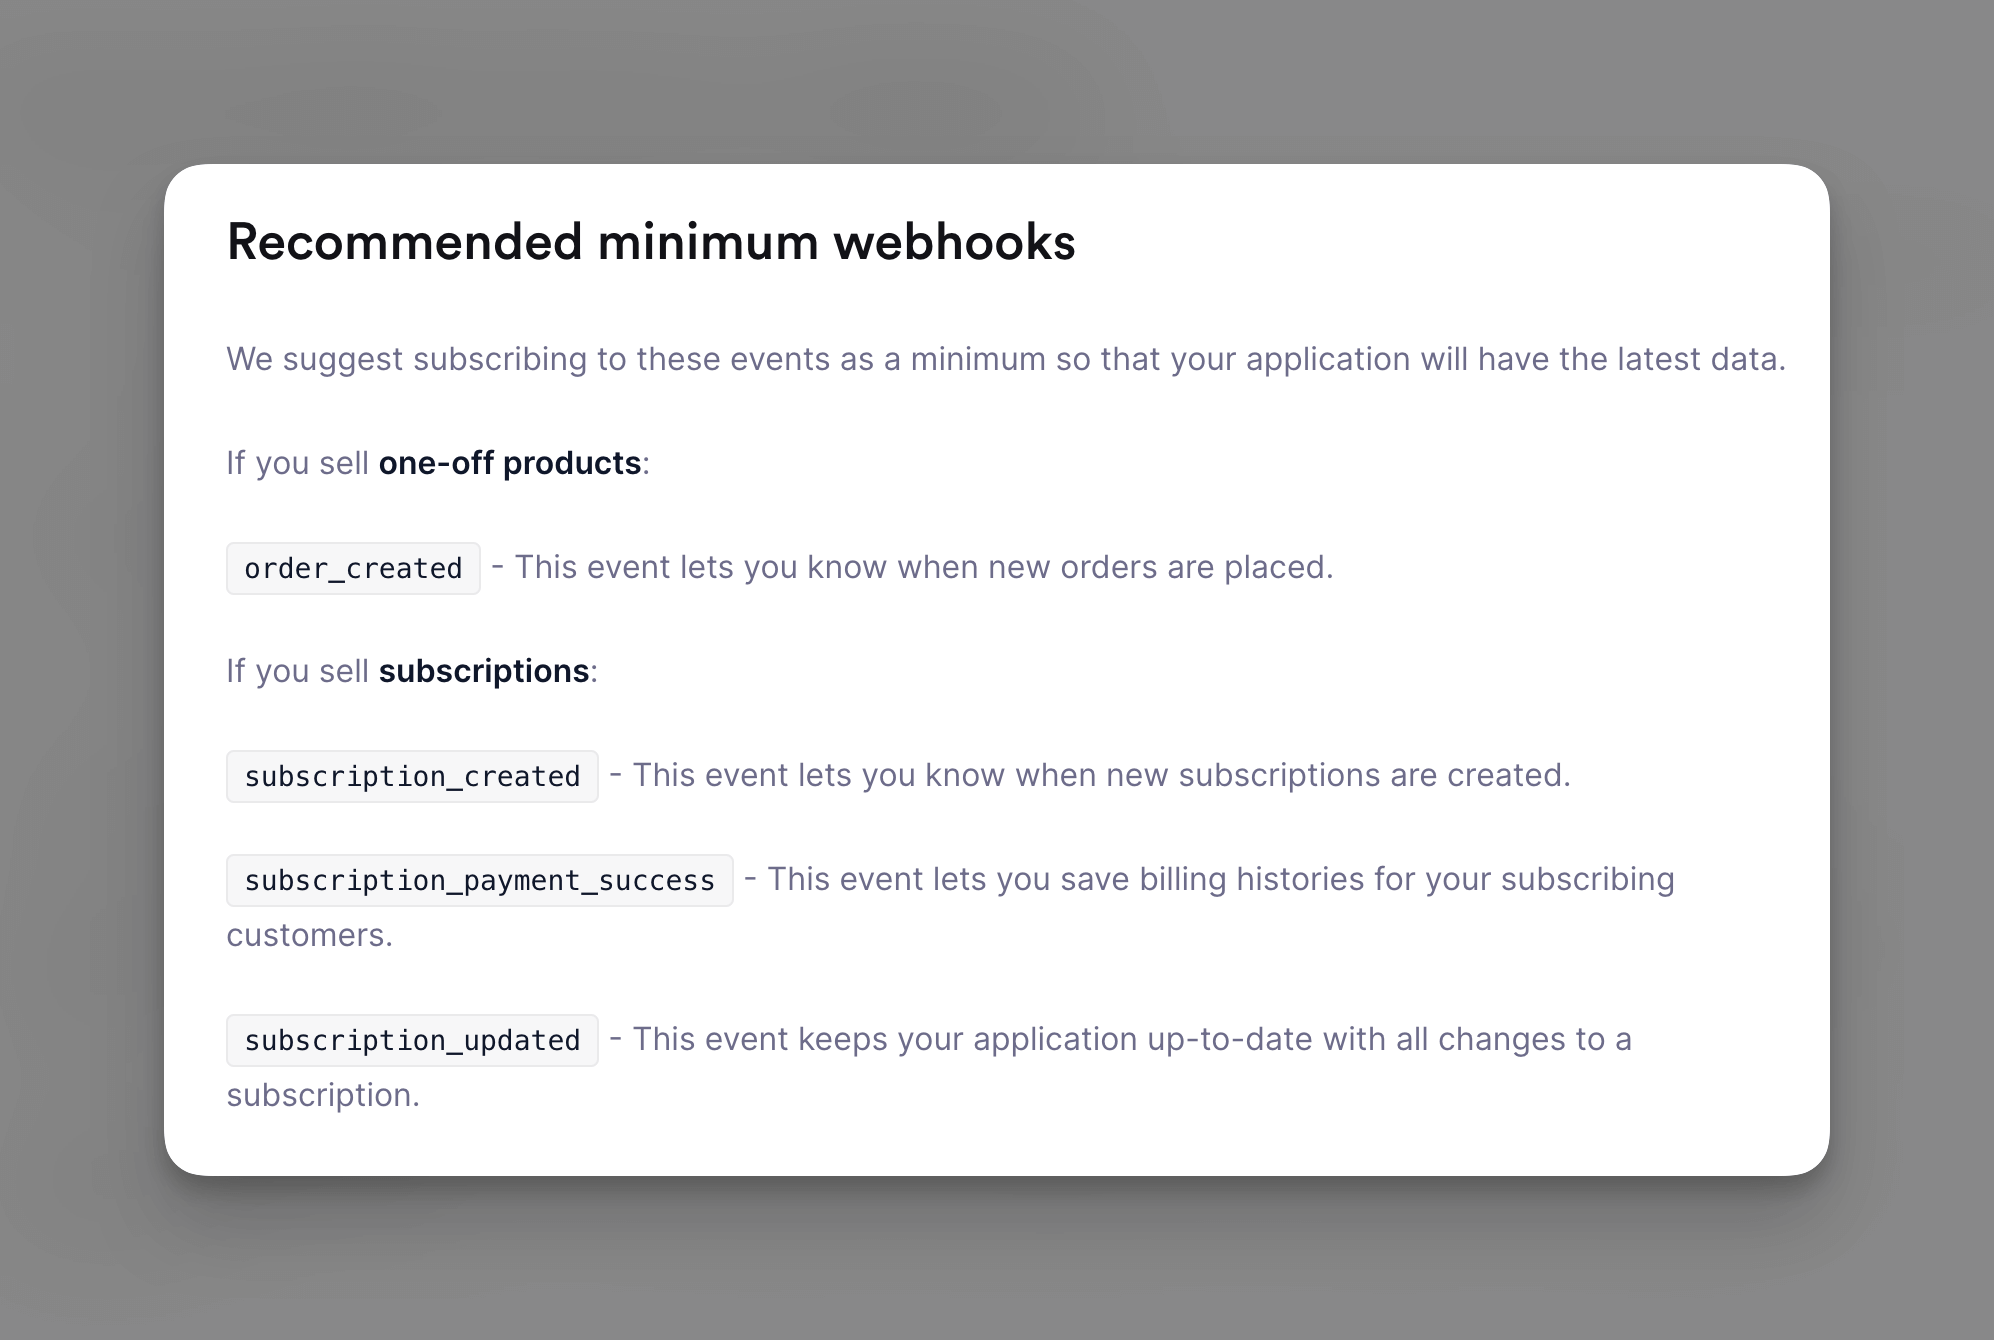 Recommended minimum webhooks
We suggest subscribing to these events as a minimum so that your application will have the latest data.
If you sell one-off products:
order_created - This event lets you know when new orders are placed.
If you sell subscriptions:
subscription_created - This event lets you know when new subscriptions are created.
subscription_payment_success - This event lets you save billing histories for your subscribing
customers.
subscription_updated - This event keeps your application up-to-date with all changes to a
subscription.